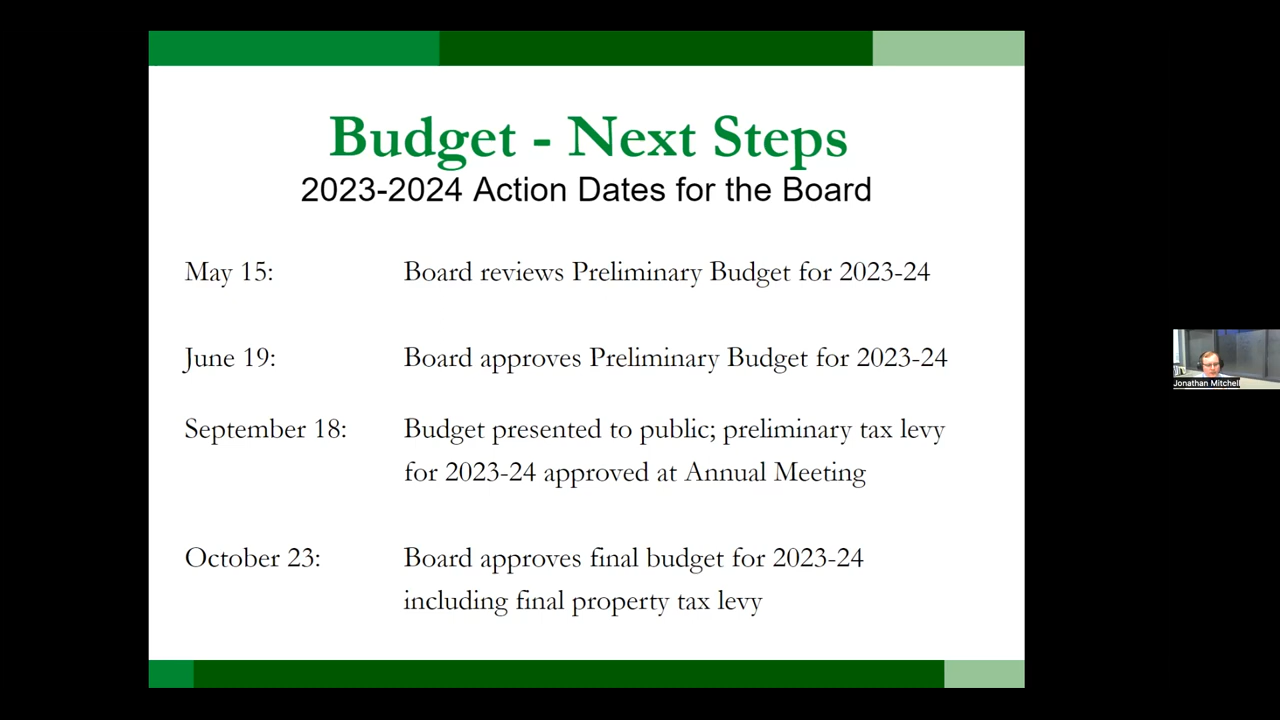 Budget - Next Steps
2023-2024 Action Dates for the Board
May 15: Board reviews Preliminary Budget for 2023-24
June 19: Board approves Preliminary Budget for 2023-24
September 18: Budget presented to public; preliminary tax levy
for 2023-24 approved at Annual Meeting
October 23: Board approves final budget for 2023-24
including final property tax levy
Jonathan Mitchell